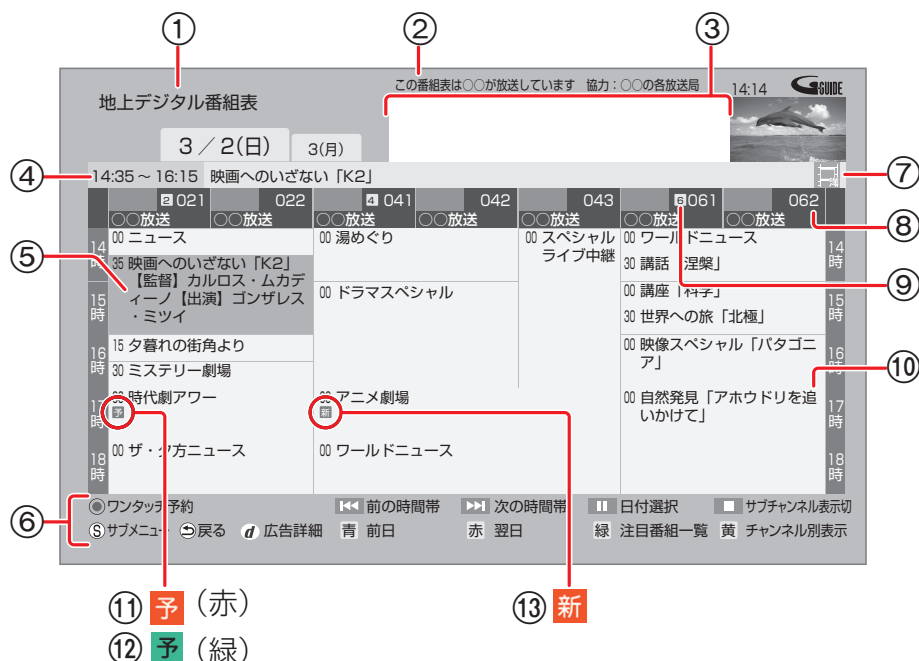 ① ② ③
この番組表は○○が放送しています 協力：○○の各放送局
14:14 G-GUIDE
地上デジタル番組表
3／2(日) 3(月)
④ 14:35～16:15 映画へのいざない「K2」 ⑦
2 021 022 4 041 042 043 6 061 062
○○放送 ○○放送 ○○放送 ○○放送 ○○放送 ○○放送 ○○放送 ⑧
14時 00 ニュース 00 湯めぐり 00 スペシャル 00 ワールドニュース 14時
ライブ中継
⑤ 35 映画へのいざない「K2」 30 講話「涅槃」
【監督】カルロス・ムカデ
ィーノ【出演】ゴンザレス
・ミツイ
15時 00 ドラマスペシャル 00 講座「科学」 15時 ⑨
30 世界への旅「北極」
16時 15 夕暮れの街角より 00 映像スペシャル「パタゴニ 16時
ア」
30 ミステリー劇場 ⑩
17時 時代劇アワー アニメ劇場 00 自然発見「アホウドリを追 17時
予 新 いかけて」
18時 00 ザ・夕方ニュース 00 ワールドニュース 18時
⑥ ワンタッチ予約 前の時間帯 次の時間帯 日付選択 サブチャンネル表示切
S サブメニュー 戻る d 広告詳細 青 前日 赤 翌日 緑 注目番組一覧 黄 チャンネル別表示
⑪ 予（赤） ⑬ 新
⑫ 予（緑）